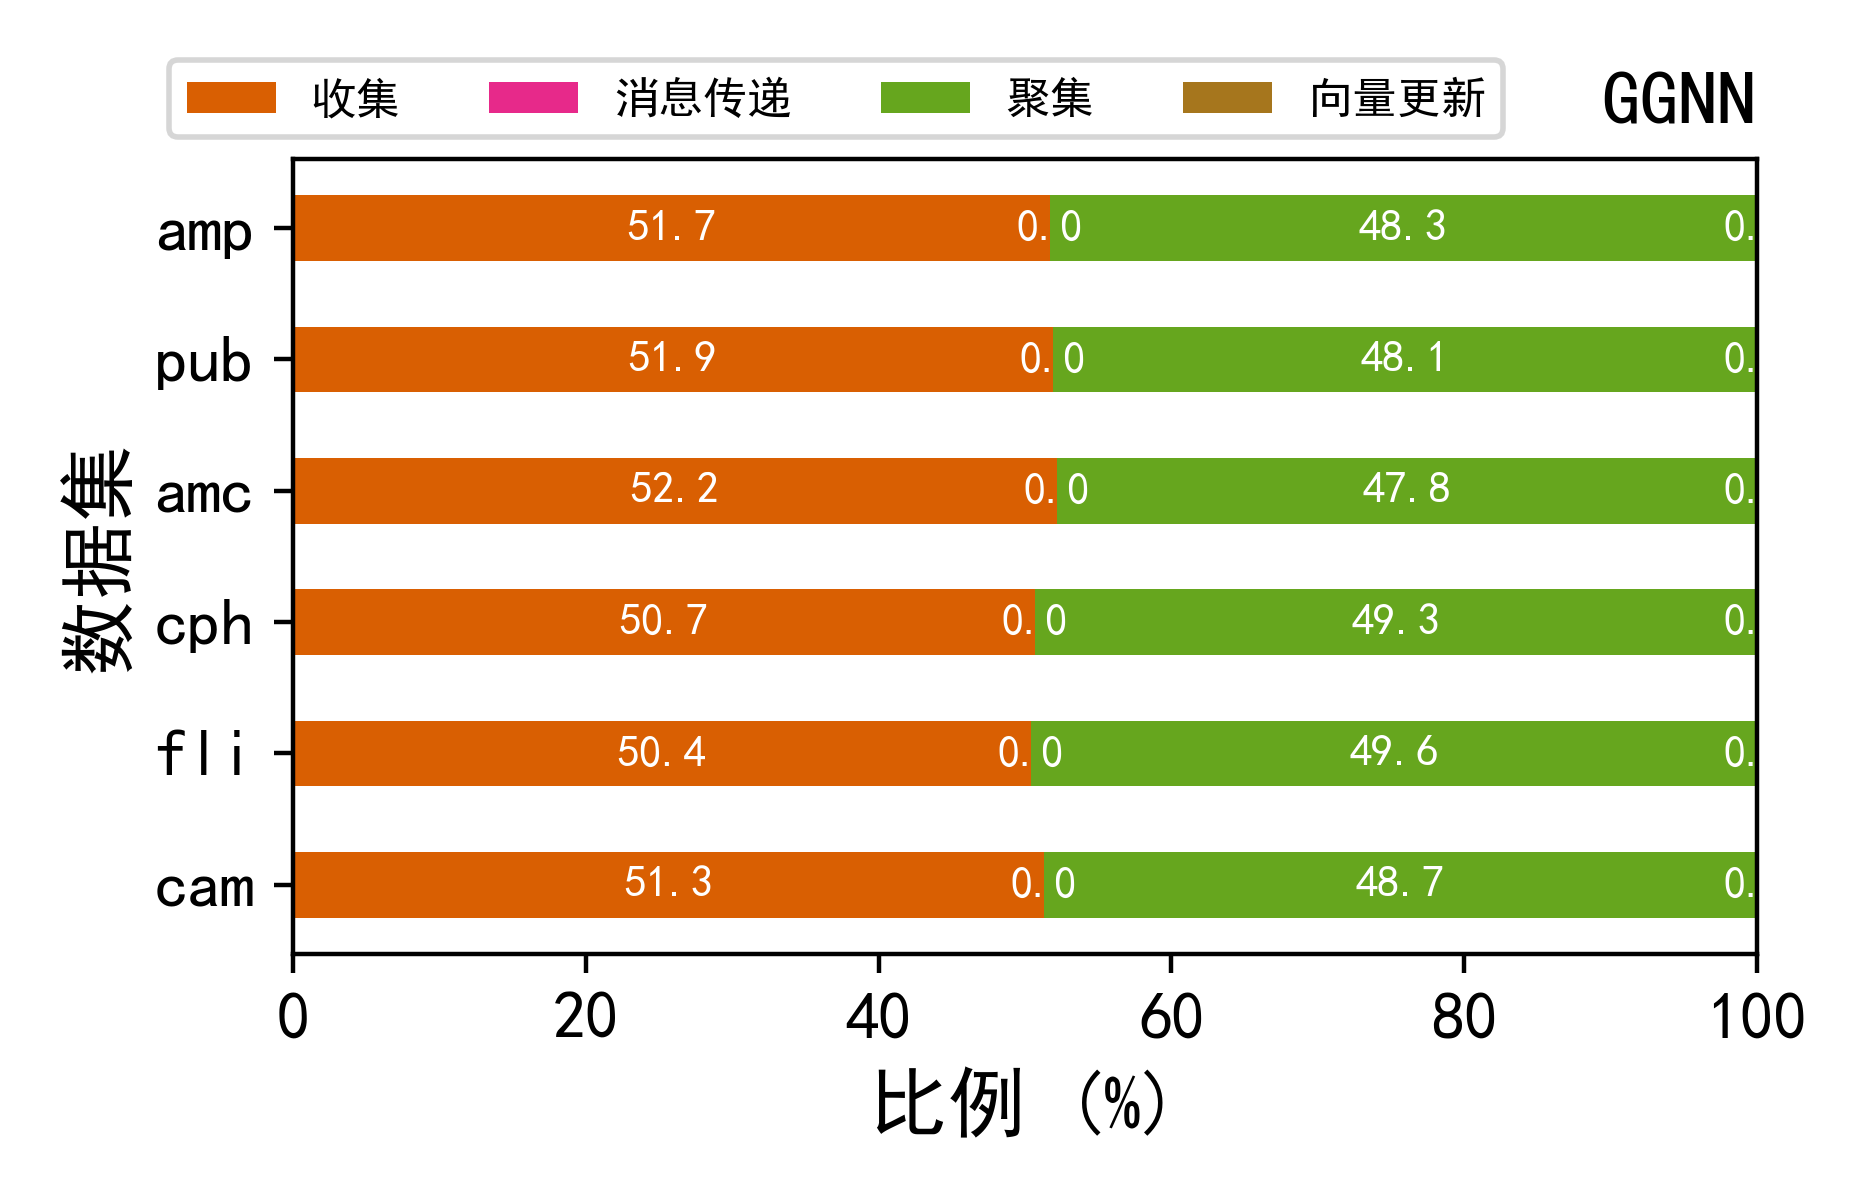 收集 消息传递 聚集 向量更新 GGNN
amp 51.7 0.0 48.3 0.
pub 51.9 0.0 48.1 0.
amc 52.2 0.0 47.8 0.
cph 50.7 0.0 49.3 0.
fli 50.4 0.0 49.6 0.
cam 51.3 0.0 48.7 0.
数据集
0 20 40 60 80 100
比例 (%)